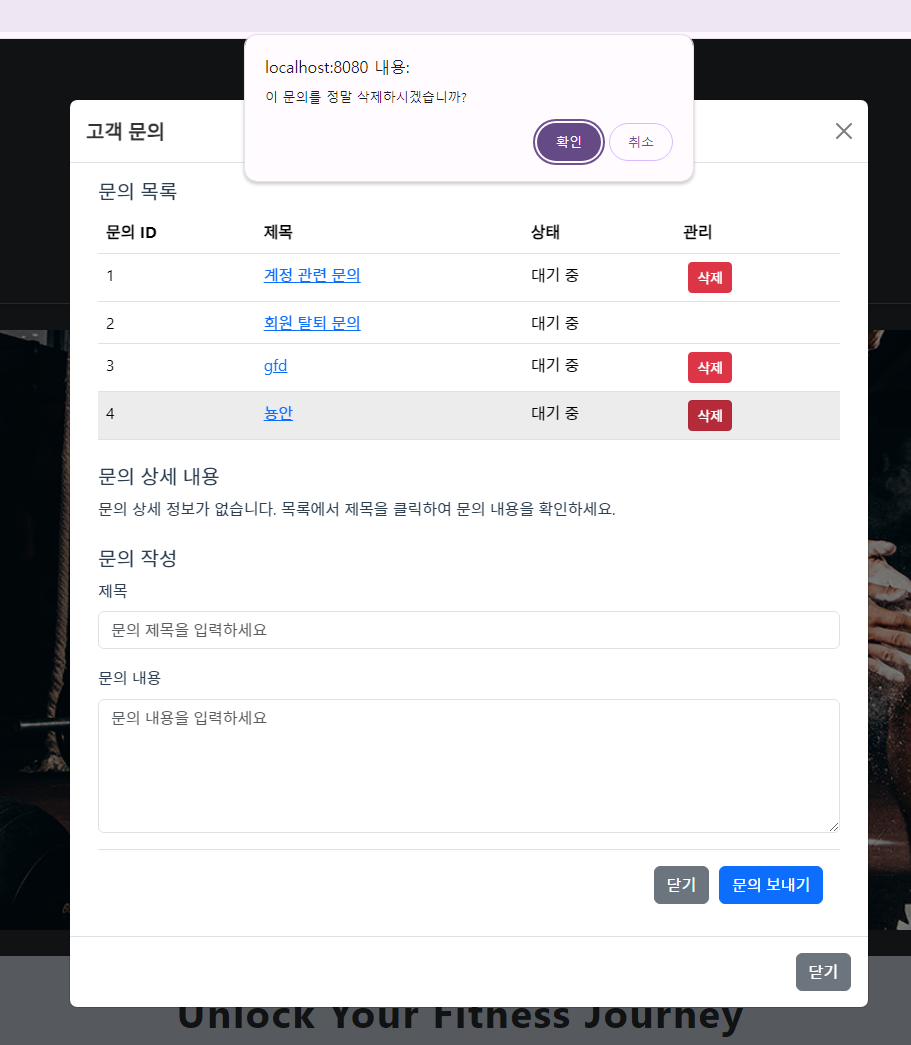 localhost:8080 내용:
이 문의를 정말 삭제하시겠습니까?
확인 취소
고객 문의
문의 목록
문의 ID 제목 상태 관리
1 계정 관련 문의 대기 중 삭제
2 회원 탈퇴 문의 대기 중
3 gfd 대기 중 삭제
4 뇽안 대기 중 삭제
문의 상세 내용
문의 상세 정보가 없습니다. 목록에서 제목을 클릭하여 문의 내용을 확인하세요.
문의 작성
제목
문의 제목을 입력하세요
문의 내용
문의 내용을 입력하세요
닫기 문의 보내기
닫기
Unlock Your Fitness Journey